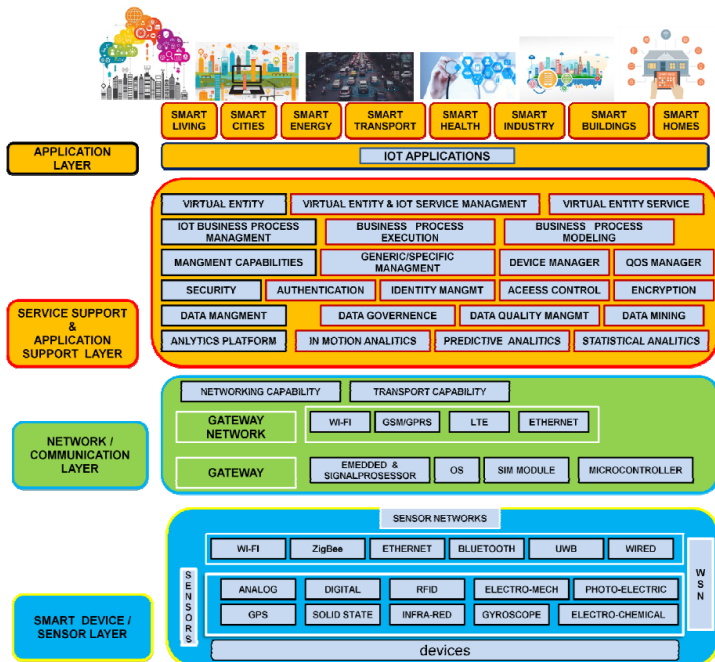 SMART LIVING
SMART CITIES
SMART ENERGY
SMART TRANSPORT
SMART HEALTH
SMART INDUSTRY
SMART BUILDINGS
SMART HOMES
APPLICATION LAYER
IOT APPLICATIONS
VIRTUAL ENTITY
VIRTUAL ENTITY & IOT SERVICE MANAGMENT
VIRTUAL ENTITY SERVICE
IOT BUSINESS PROCESS MANAGMENT
BUSINESS PROCESS EXECUTION
BUSINESS PROCESS MODELING
MANGMENT CAPABILITIES
GENERIC/SPECIFIC MANAGMENT
DEVICE MANAGER
QOS MANAGER
SECURITY
AUTHENTICATION
IDENTITY MANGMT
ACEESS CONTROL
ENCRYPTION
SERVICE SUPPORT & APPLICATION SUPPORT LAYER
DATA MANGMENT
DATA GOVERNENCE
DATA QUALITY MANGMT
DATA MINING
ANLYTICS PLATFORM
IN MOTION ANALITICS
PREDICTIVE ANALITICS
STATISTICAL ANALITICS
NETWORKING CAPABILITY
TRANSPORT CAPABILITY
NETWORK / COMMUNICATION LAYER
GATEWAY NETWORK
WI-FI
GSM/GPRS
LTE
ETHERNET
GATEWAY
EMEDDED & SIGNALPROSESSOR
OS
SIM MODULE
MICROCONTROLLER
SENSOR NETWORKS
WI-FI
ZigBee
ETHERNET
BLUETOOTH
UWB
WIRED
SENSORS
WSN
ANALOG
DIGITAL
RFID
ELECTRO-MECH
PHOTO-ELECTRIC
SMART DEVICE / SENSOR LAYER
GPS
SOLID STATE
INFRA-RED
GYROSCOPE
ELECTRO-CHEMICAL
devices